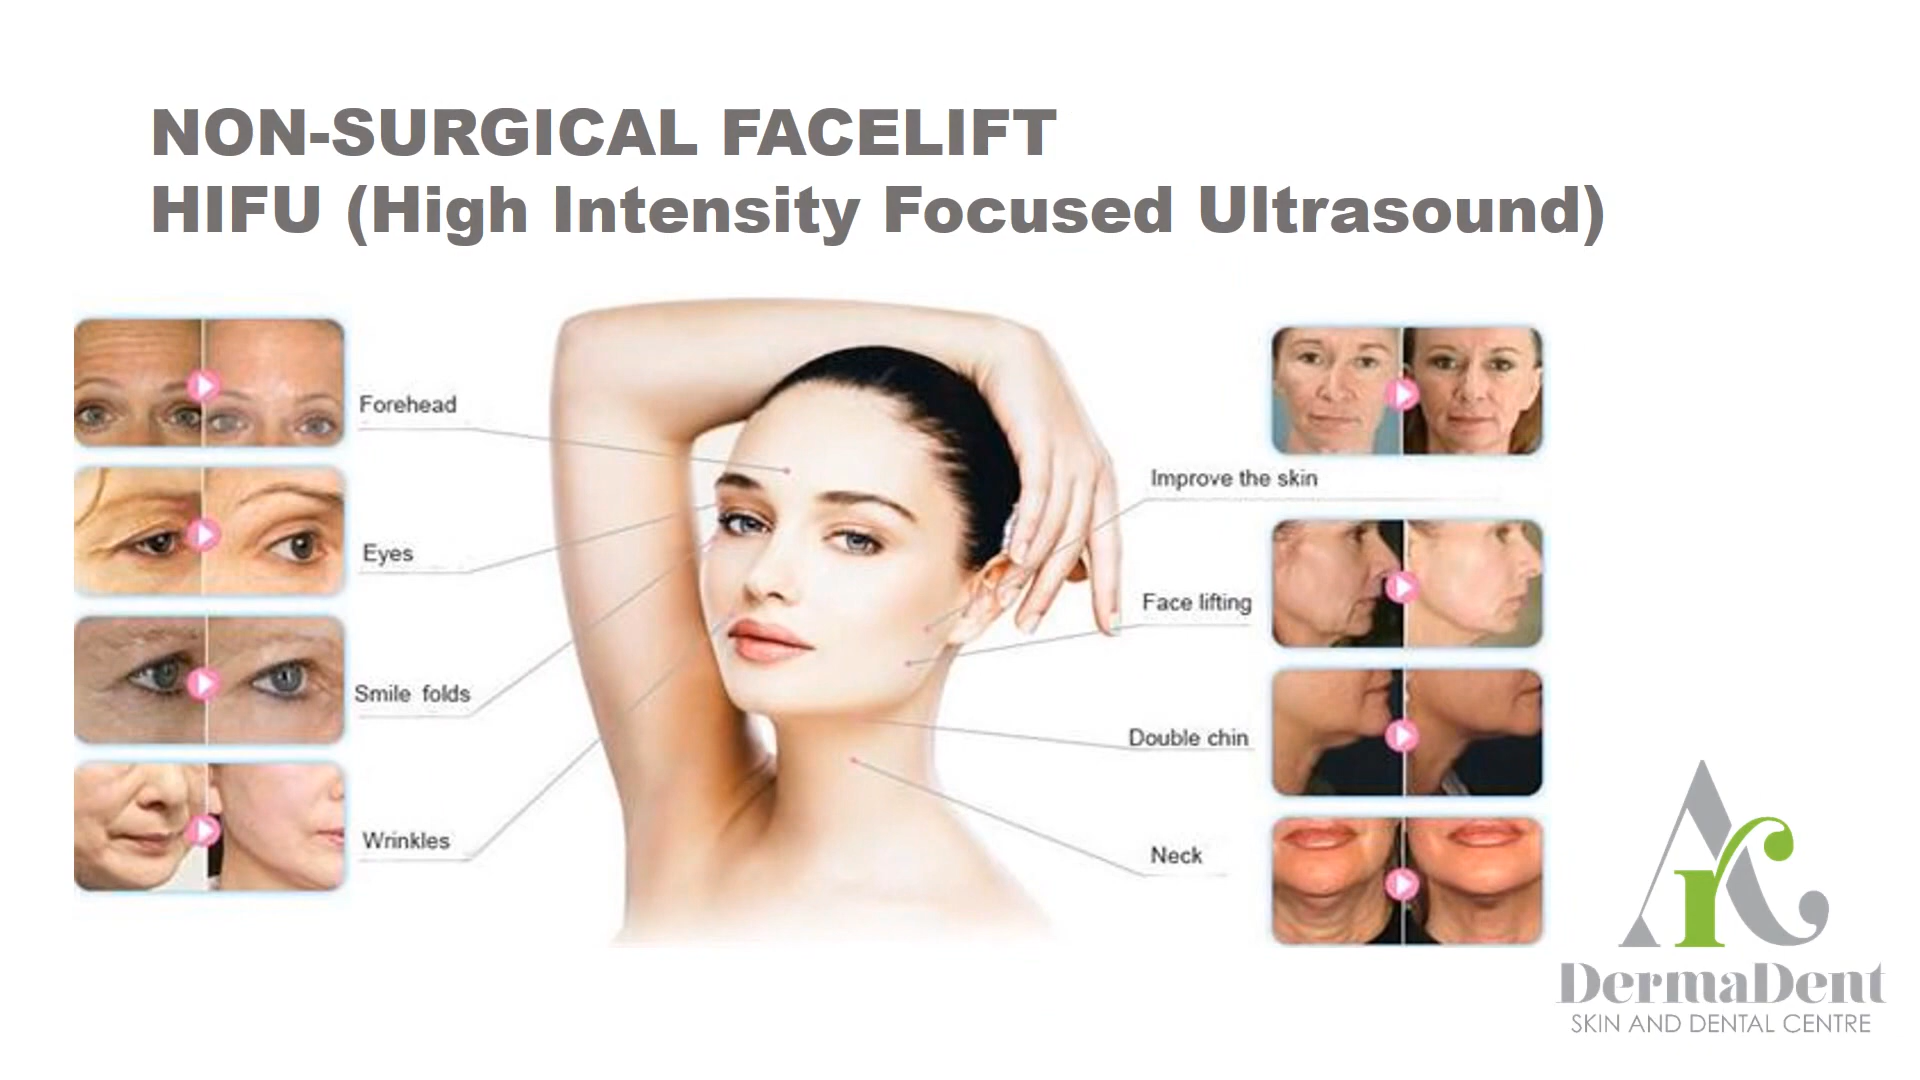 NON-SURGICAL FACELIFT
HIFU (High Intensity Focused Ultrasound)
Forehead
Eyes
Smile folds
Wrinkles
Improve the skin
Face lifting
Double chin
Neck
Ar
DermaDent
SKIN AND DENTAL CENTRE